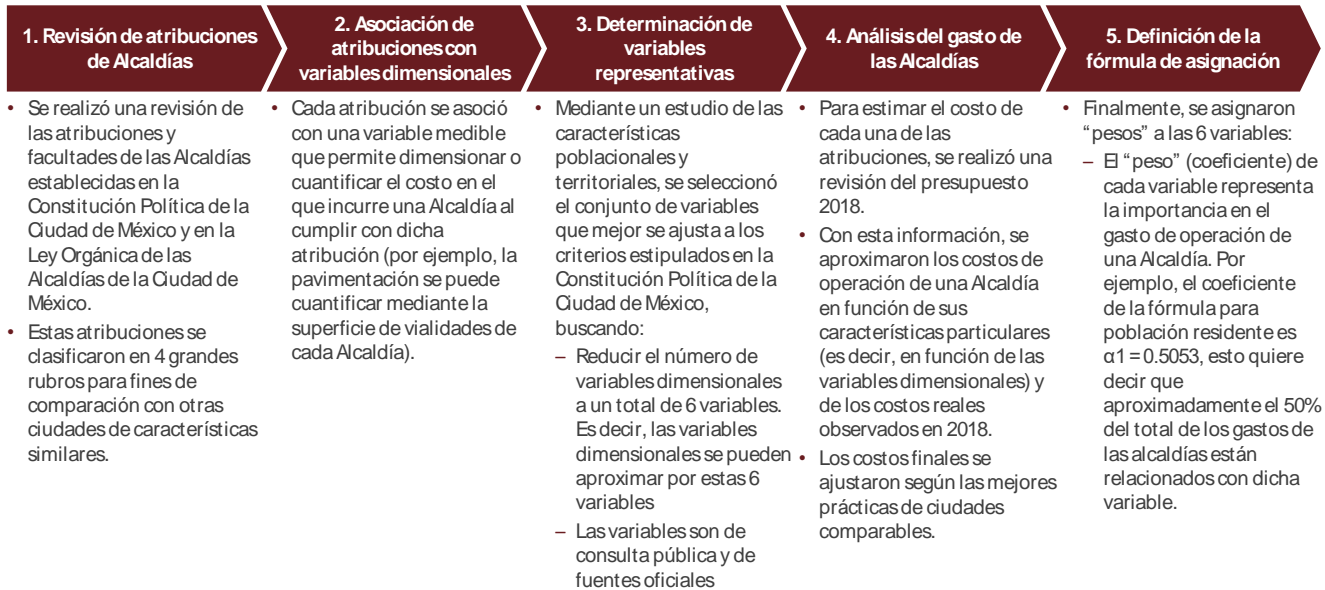 1. Revisión de atribuciones
de Alcaldías
2. Asociación de
atribuciones con
variables dimensionales
3. Determinación de
variables
representativas
4. Análisis del gasto de
las Alcaldías
5. Definición de la
fórmula de asignación
• Se realizó una revisión de
las atribuciones y
facultades de las Alcaldías
establecidas en la
Constitución Política de la
Ciudad de México y en la
Ley Orgánica de las
Alcaldías de la Ciudad de
México.
• Estas atribuciones se
clasificaron en 4 grandes
rubros para fines de
comparación con otras
ciudades de características
similares.
• Cada atribución se asoció
con una variable medible
que permite dimensionar o
cuantificar el costo en el
que incurre una Alcaldía al
cumplir con dicha
atribución (por ejemplo, la
pavimentación se puede
cuantificar mediante la
superficie de vialidades de
cada Alcaldía).
• Mediante un estudio de las
características
poblacionales y
territoriales, se seleccionó
el conjunto de variables
que mejor se ajusta a los
criterios estipulados en la
Constitución Política de la
Ciudad de México,
buscando:
– Reducir el número de
variables dimensionales
a un total de 6 variables.
Es decir, las variables
dimensionales se pueden
aproximar por estas 6
variables
– Las variables son de
consulta pública y de
fuentes oficiales
• Para estimar el costo de
cada una de las
atribuciones, se realizó una
revisión del presupuesto
2018.
• Con esta información, se
aproximaron los costos de
operación de una Alcaldía
en función de sus
características particulares
(es decir, en función de las
variables dimensionales) y
de los costos reales
observados en 2018.
• Los costos finales se
ajustaron según las mejores
prácticas de ciudades
comparables.
• Finalmente, se asignaron
“pesos” a las 6 variables:
– El “peso” (coeficiente) de
cada variable representa
la importancia en el
gasto de operación de
una Alcaldía. Por
ejemplo, el coeficiente
de la fórmula para
población residente es
α1 = 0.5053, esto quiere
decir que
aproximadamente el 50%
del total de los gastos de
las alcaldías están
relacionados con dicha
variable.